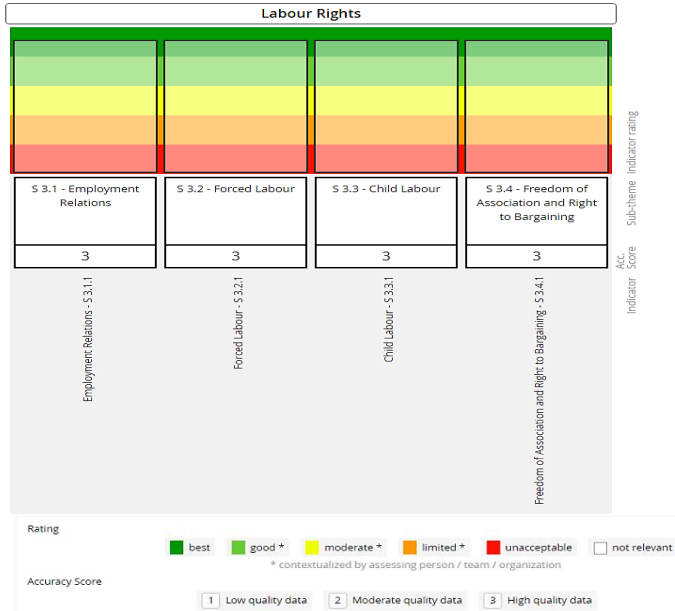 Labour Rights
Indicator rating
S 3.1 - Employment
Relations
S 3.2 - Forced Labour
S 3.3 - Child Labour
S 3.4 - Freedom of
Association and Right
to Bargaining
Sub-theme
3
3
3
3
Acc.
Score
Employment Relations - S 3.1.1
Forced Labour - S 3.2.1
Child Labour - S 3.3.1
Freedom of Association and Right to Bargaining - S 3.4.1
Indicator
Rating
best
good *
moderate *
limited *
unacceptable
not relevant
* contextualized by assessing person / team / organization
Accuracy Score
1 Low quality data
2 Moderate quality data
3 High quality data